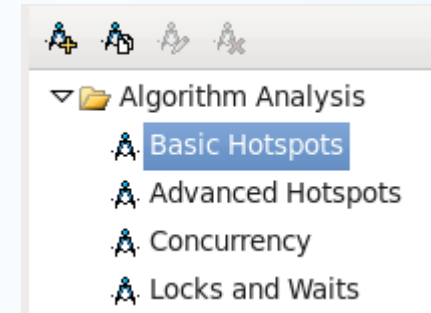 Algorithm Analysis
Basic Hotspots
Advanced Hotspots
Concurrency
Locks and Waits